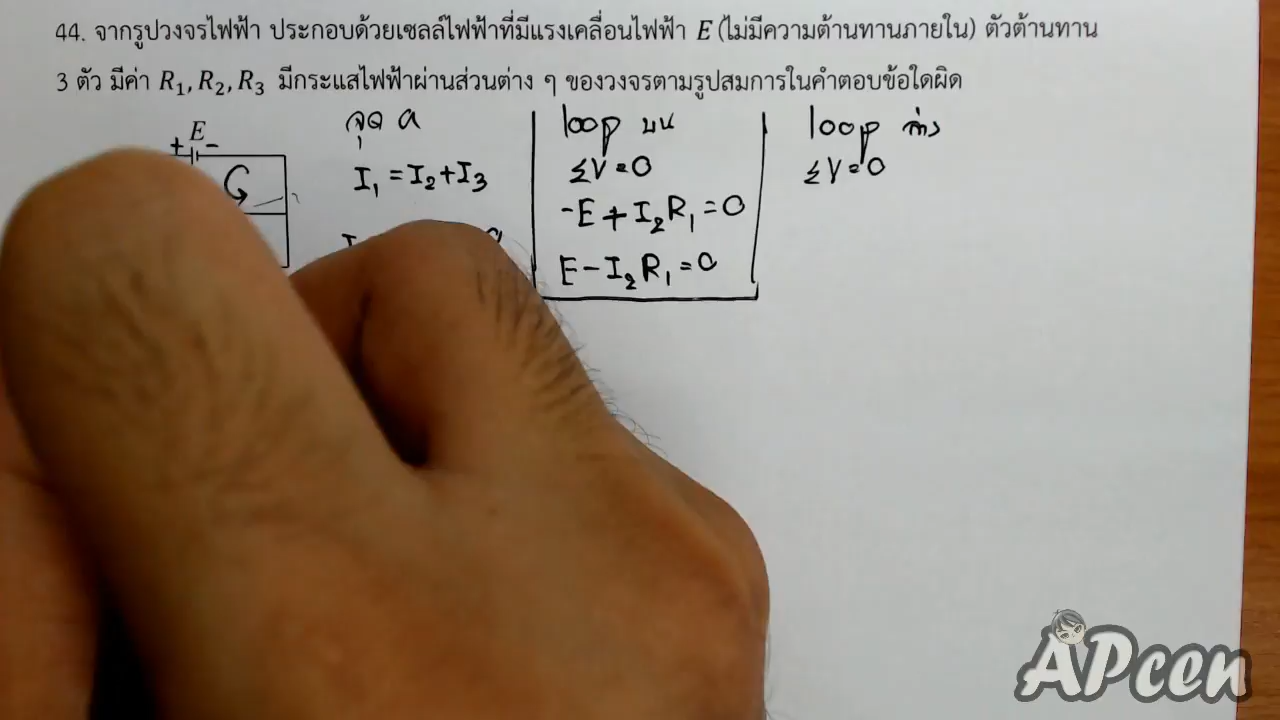 44. จากรูปวงจรไฟฟ้า ประกอบด้วยเซลล์ไฟฟ้าที่มีแรงเคลื่อนไฟฟ้า E (ไม่มีความต้านทานภายใน) ตัวต้านทาน
3 ตัว มีค่า R₁, R₂, R₃ มีกระแสไฟฟ้าผ่านส่วนต่าง ๆ ของวงจรตามรูปสมการในคำตอบข้อใดผิด
E
+ -
จุด a
I₁ = I₂ + I₃
loop บน
ΣV = 0
-E + I₂R₁ = 0
E - I₂R₁ = 0
loop ล่าง
ΣV = 0
APcen